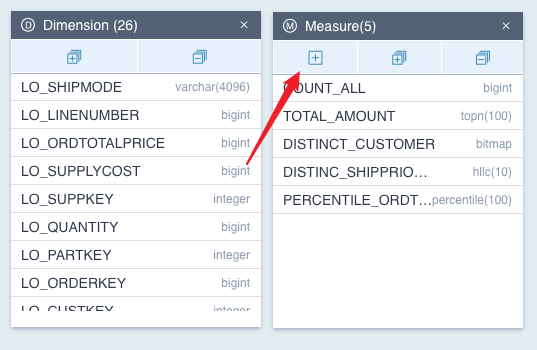 D Dimension (26) ×
LO_SHIPMODE varchar(4096)
LO_LINENUMBER bigint
LO_ORDTOTALPRICE bigint
LO_SUPPLYCOST bigint
LO_SUPPKEY integer
LO_QUANTITY bigint
LO_PARTKEY integer
LO_ORDERKEY bigint
LO_CUSTKEY integer
M Measure(5) ×
COUNT_ALL bigint
TOTAL_AMOUNT topn(100)
DISTINCT_CUSTOMER bitmap
DISTINC_SHIPPRIO... hllc(10)
PERCENTILE_ORDT... percentile(100)